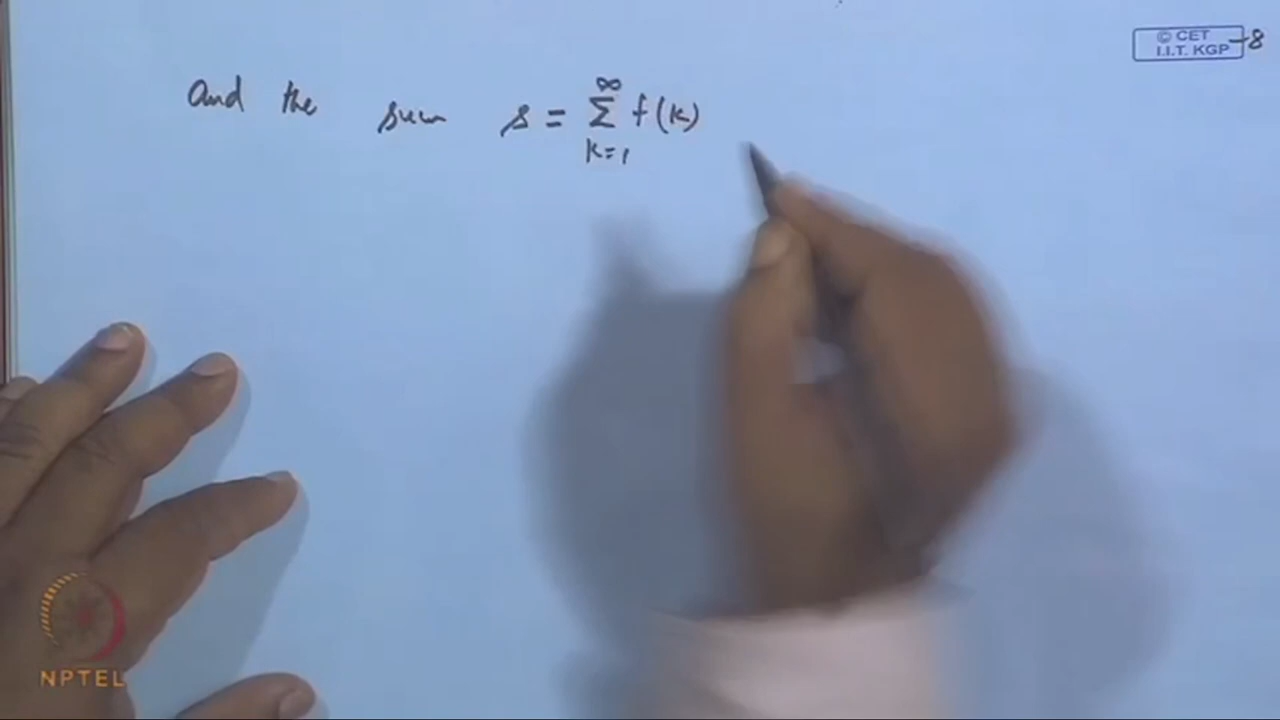 © CET
I.I.T. KGP -8
And the sum s = ∞ Σ k=1 f(k)
NPTEL